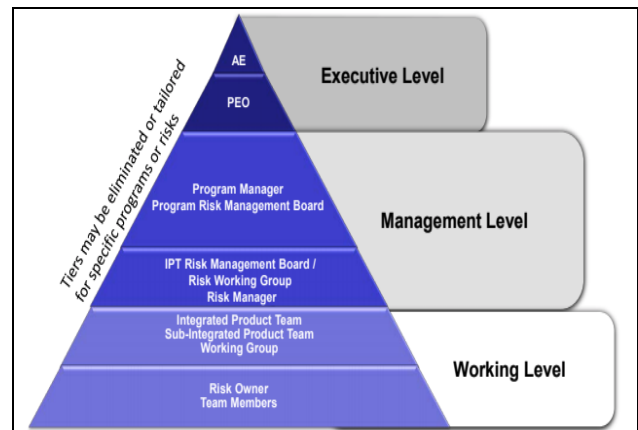 AE
PEO
Executive Level
Tiers may be eliminated or tailored
for specific programs or risks
Program Manager
Program Risk Management Board
Management Level
IPT Risk Management Board /
Risk Working Group
Risk Manager
Integrated Product Team
Sub-Integrated Product Team
Working Group
Working Level
Risk Owner
Team Members